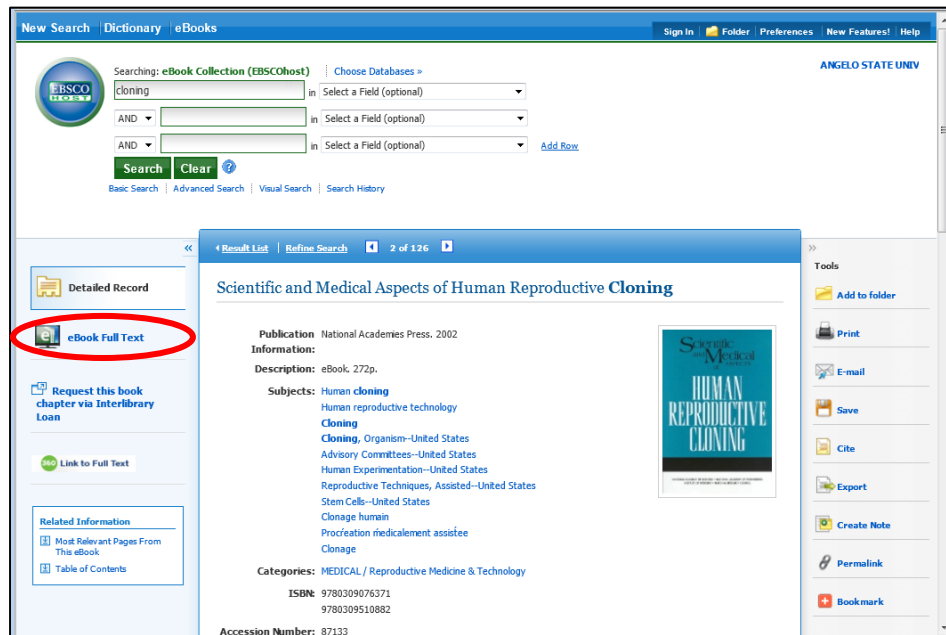 New Search Dictionary eBooks
Sign In Folder Preferences New Features! Help
ANGELO STATE UNIV
EBSCO
HOST
Searching: eBook Collection (EBSCOhost) Choose Databases »
cloning in Select a Field (optional)
AND in Select a Field (optional)
AND in Select a Field (optional) Add Row
Search Clear ?
Basic Search Advanced Search Visual Search Search History
«
Detailed Record
eBook Full Text
Request this book
chapter via Interlibrary
Loan
360 Link to Full Text
Related Information
Most Relevant Pages From
This eBook
Table of Contents
Result List Refine Search 2 of 126
Scientific and Medical Aspects of Human Reproductive Cloning
Publication Information: National Academies Press. 2002
Description: eBook. 272p.
Subjects: Human cloning
Human reproductive technology
Cloning
Cloning, Organism--United States
Advisory Committees--United States
Human Experimentation--United States
Reproductive Techniques, Assisted--United States
Stem Cells--United States
Clonage humain
Procŕeation ḿedicalement assist́ee
Clonage
Categories: MEDICAL / Reproductive Medicine & Technology
ISBN: 9780309076371
9780309510882
Accession Number: 87133
Scientific
and Medical
HUMAN
REPRODUCTIVE
CLONING
»
Tools
Add to folder
Print
E-mail
Save
Cite
Export
Create Note
Permalink
Bookmark